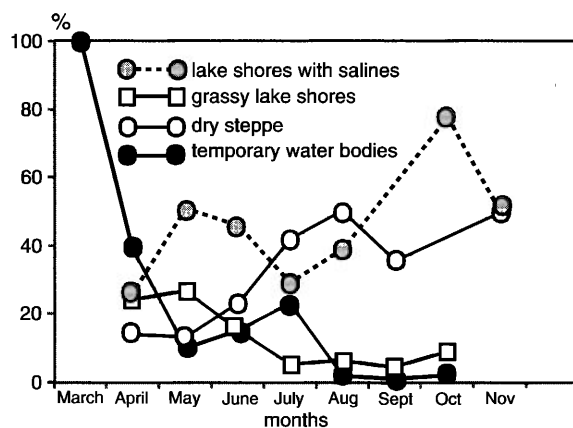 %
100
lake shores with salines
grassy lake shores
dry steppe
temporary water bodies
80
60
40
20
0
March April May June July Aug Sept Oct Nov
months